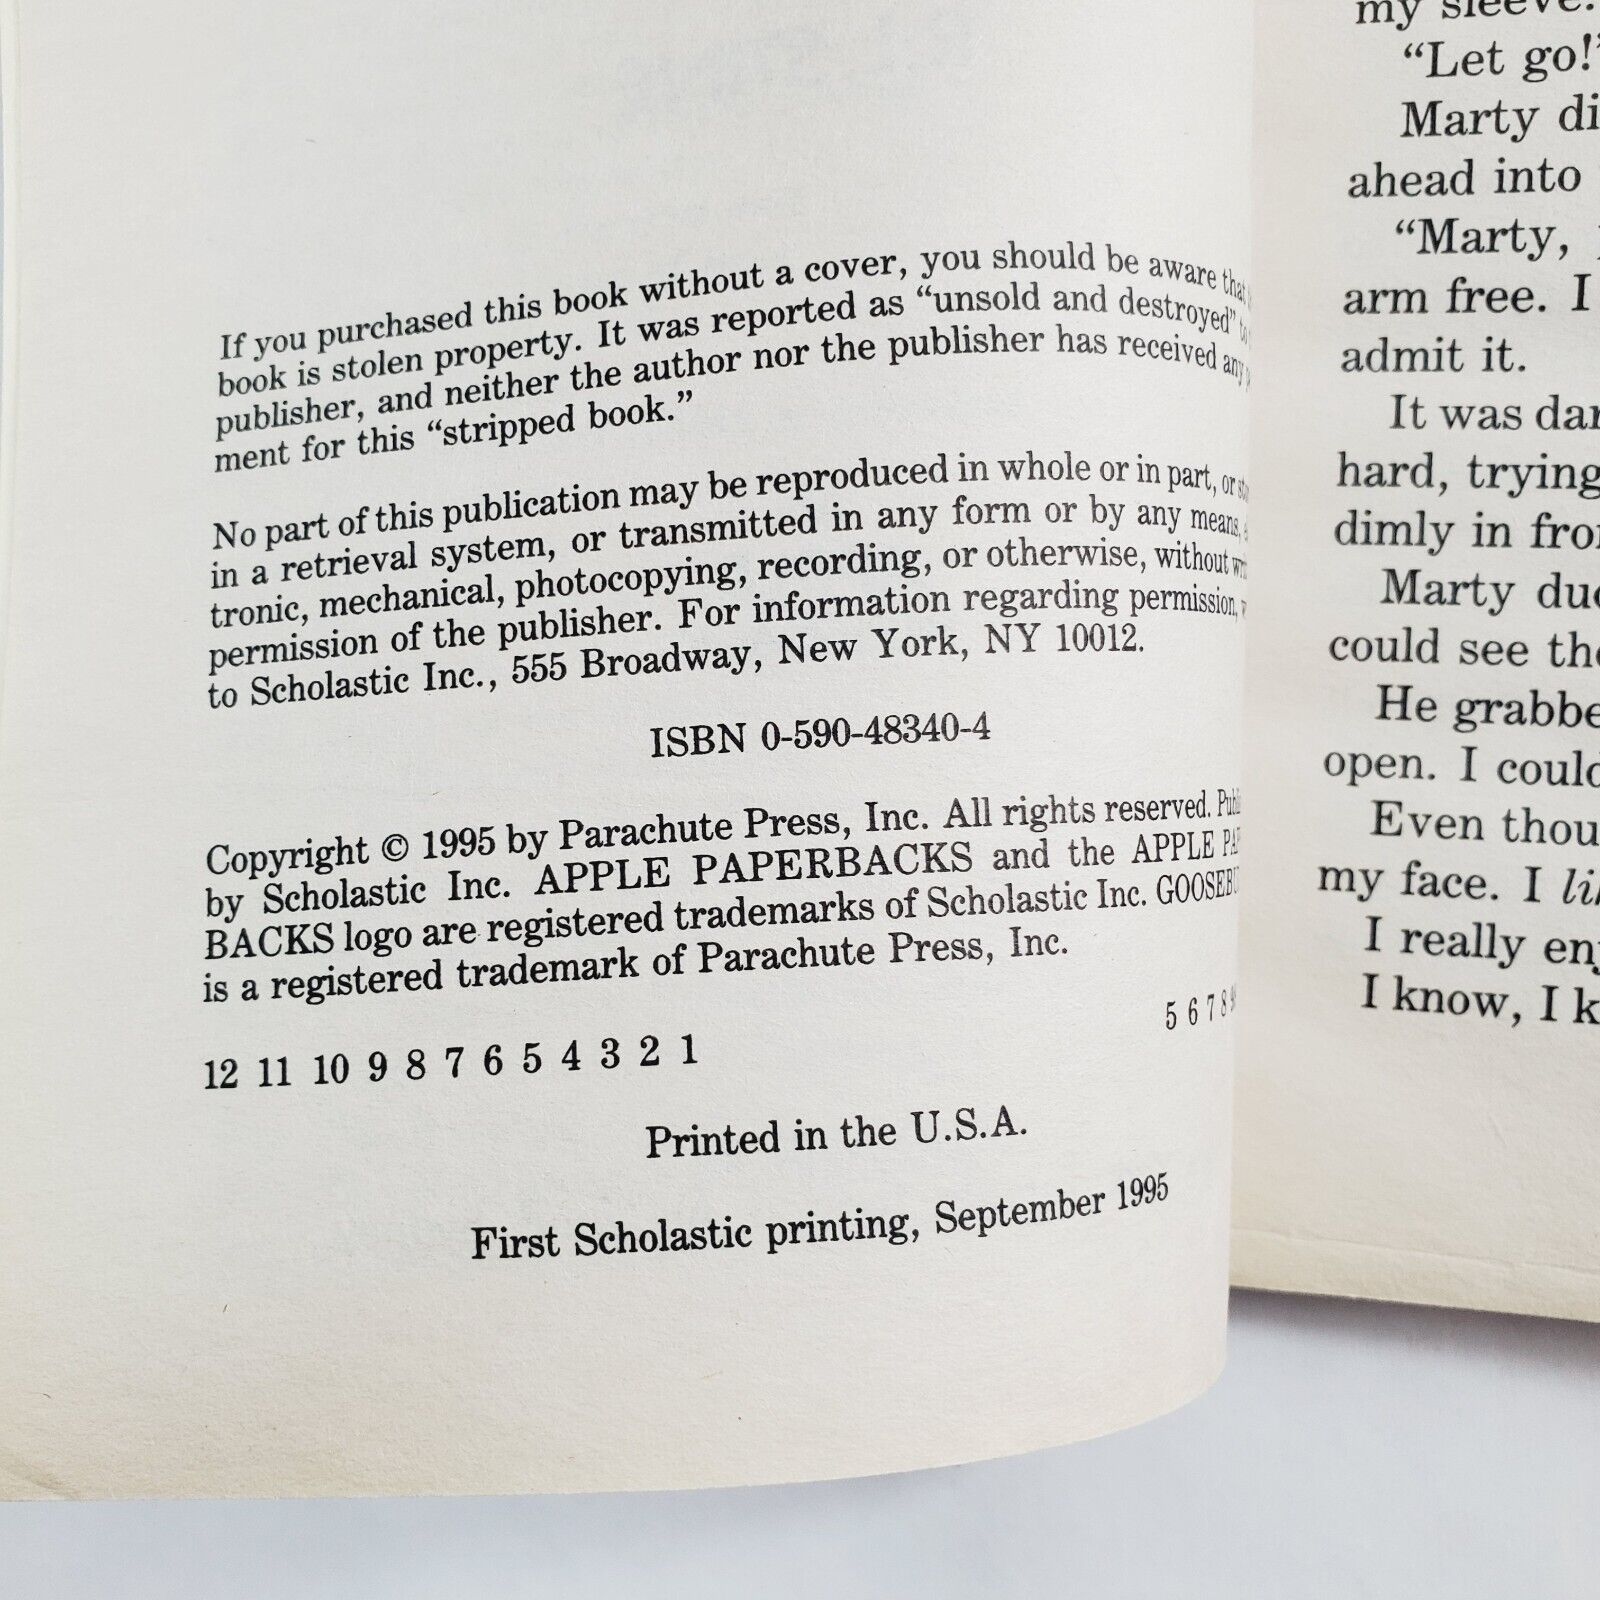 If you purchased this book without a cover, you should be aware that
book is stolen property. It was reported as “unsold and destroyed” to
publisher, and neither the author nor the publisher has received any
ment for this “stripped book.”
No part of this publication may be reproduced in whole or in part, or
in a retrieval system, or transmitted in any form or by any means,
tronic, mechanical, photocopying, recording, or otherwise, without
permission of the publisher. For information regarding permission,
to Scholastic Inc., 555 Broadway, New York, NY 10012.
ISBN 0-590-48340-4
Copyright © 1995 by Parachute Press, Inc. All rights reserved.
by Scholastic Inc. APPLE PAPERBACKS and the APPLE
BACKS logo are registered trademarks of Scholastic Inc.
is a registered trademark of Parachute Press, Inc.
12 11 10 9 8 7 6 5 4 3 2 1 5 6 7 8
Printed in the U.S.A.
First Scholastic printing, September 1995
my sleeve.
“Let go!”
Marty
ahead into
“Marty,
arm free. I
admit it.
It was
hard, trying
dimly in
Marty
could see
He
open. I
Even
my face. I
I really
I know, I